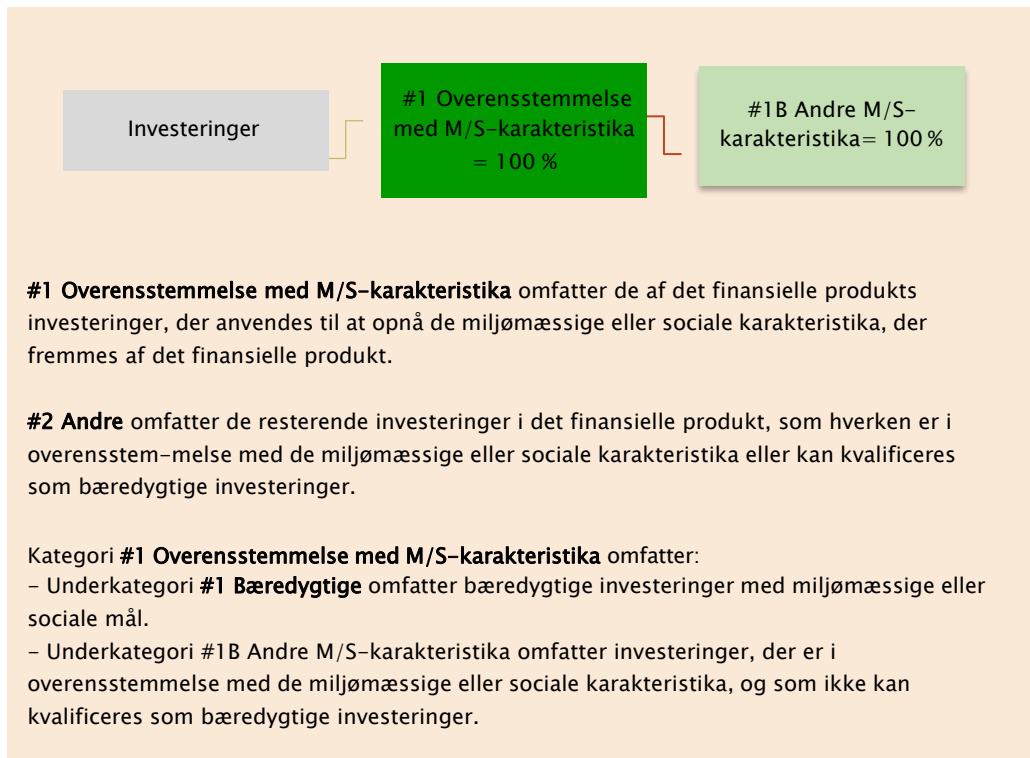 Investeringer
#1 Overensstemmelse
med M/S-karakteristika
= 100 %
#1B Andre M/S-
karakteristika= 100 %
#1 Overensstemmelse med M/S-karakteristika omfatter de af det finansielle produkts
investeringer, der anvendes til at opnå de miljømæssige eller sociale karakteristika, der
fremmes af det finansielle produkt.
#2 Andre omfatter de resterende investeringer i det finansielle produkt, som hverken er i
overensstem-melse med de miljømæssige eller sociale karakteristika eller kan kvalificeres
som bæredygtige investeringer.
Kategori #1 Overensstemmelse med M/S-karakteristika omfatter:
- Underkategori #1 Bæredygtige omfatter bæredygtige investeringer med miljømæssige eller
sociale mål.
- Underkategori #1B Andre M/S-karakteristika omfatter investeringer, der er i
overensstemmelse med de miljømæssige eller sociale karakteristika, og som ikke kan
kvalificeres som bæredygtige investeringer.